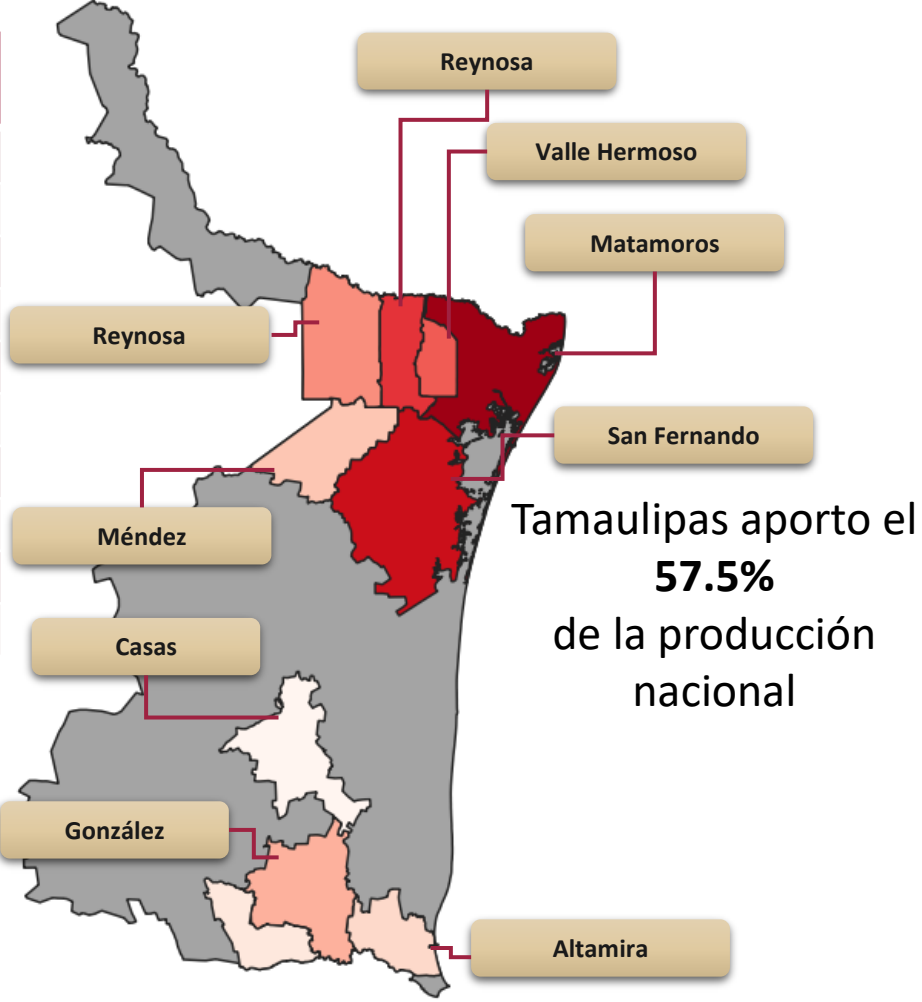 Reynosa
Valle Hermoso
Matamoros
Reynosa
San Fernando
Méndez
Tamaulipas aporto el
57.5%
de la producción
nacional
Casas
González
Altamira